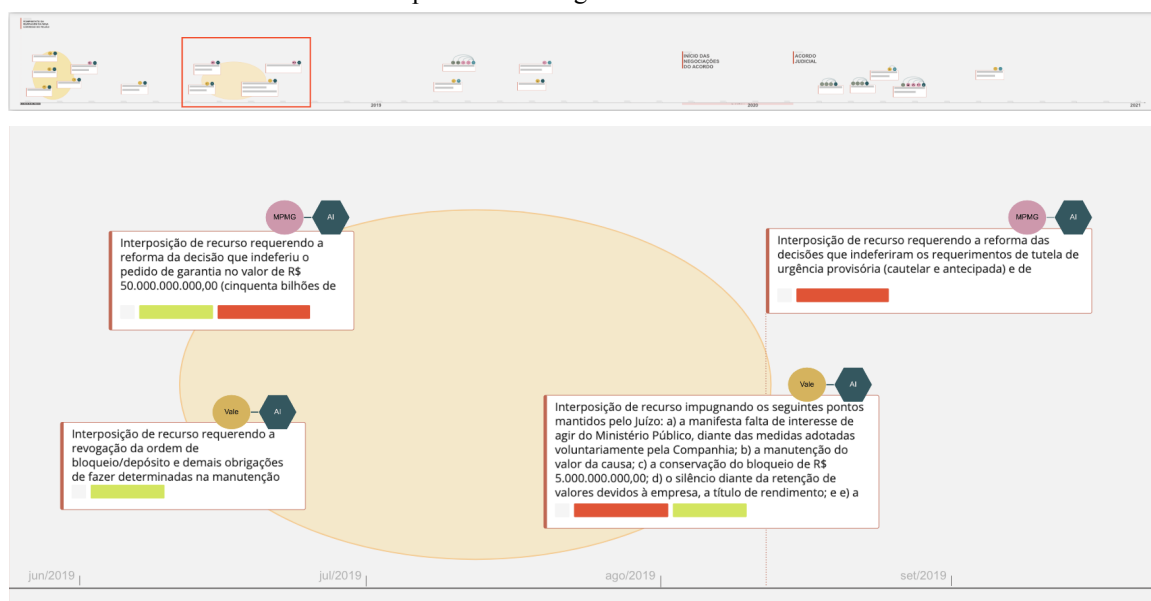 INÍCIO DAS
NEGOCIAÇÕES
DO ACORDO
ACORDO
JUDICIAL
2019
2020
2021
MPMG
AI
Interposição de recurso requerendo a
reforma da decisão que indeferiu o
pedido de garantia no valor de R$
50.000.000.000,00 (cinquenta bilhões de
MPMG
AI
Interposição de recurso requerendo a reforma das
decisões que indeferiram os requerimentos de tutela de
urgência provisória (cautelar e antecipada) e de
Vale
AI
Interposição de recurso requerendo a
revogação da ordem de
bloqueio/depósito e demais obrigações
de fazer determinadas na manutenção
Vale
AI
Interposição de recurso impugnando os seguintes pontos
mantidos pelo Juízo: a) a manifesta falta de interesse de
agir do Ministério Público, diante das medidas adotadas
voluntariamente pela Companhia; b) a manutenção do
valor da causa; c) a conservação do bloqueio de R$
5.000.000.000,00; d) o silêncio diante da retenção de
valores devidos à empresa, a título de rendimento; e e) a
jun/2019
jul/2019
ago/2019
set/2019